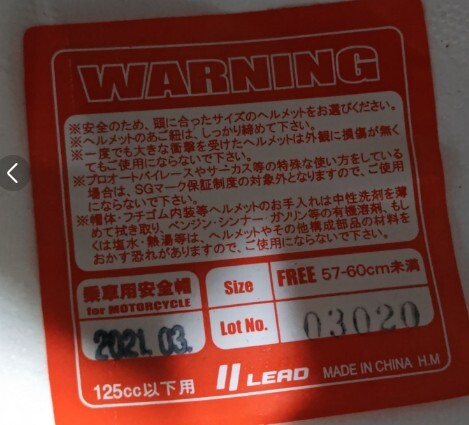 WARNING
※安全のため、頭に合ったサイズのヘルメットをお選びください。
※ヘルメットのあご紐は、しっかり締めて下さい。
※一度でも大きな衝撃を受けたヘルメットは外観に損傷が無く
てもご使用にならないで下さい。
※プロオートバイレースやサーカス等の特殊な使い方をしている
場合は、SGマーク保証制度の対象外となりますので、ご使用
にならないで下さい。
※帽体・フチゴム内装等ヘルメットのお手入れは中性洗剤を薄
めて拭き取り、ベンジン・シンナー・ガソリン等の有機溶剤、もし
くは塩水・熱湯等は、ヘルメットやその他構成部品の材料を
おかす恐れがありますので、ご使用にならないで下さい。
乗車用安全帽
for MOTORCYCLE
2021.03.
Size FREE 57-60cm未満
Lot No. 03020
125cc以下用 LEAD MADE IN CHINA H.M